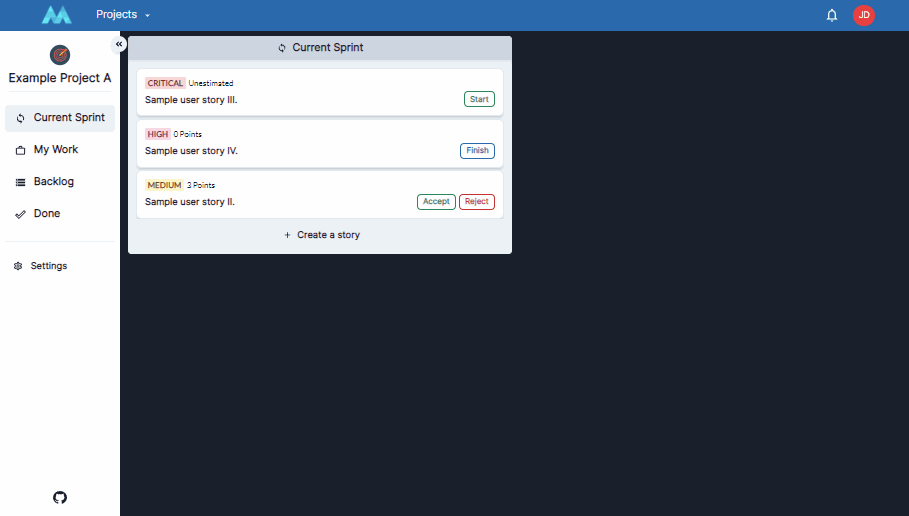 Projects
JD
Example Project A
Current Sprint
My Work
Backlog
Done
Settings
Current Sprint
CRITICAL Unestimated
Sample user story III.
Start
HIGH 0 Points
Sample user story IV.
Finish
MEDIUM 3 Points
Sample user story II.
Accept Reject
+ Create a story